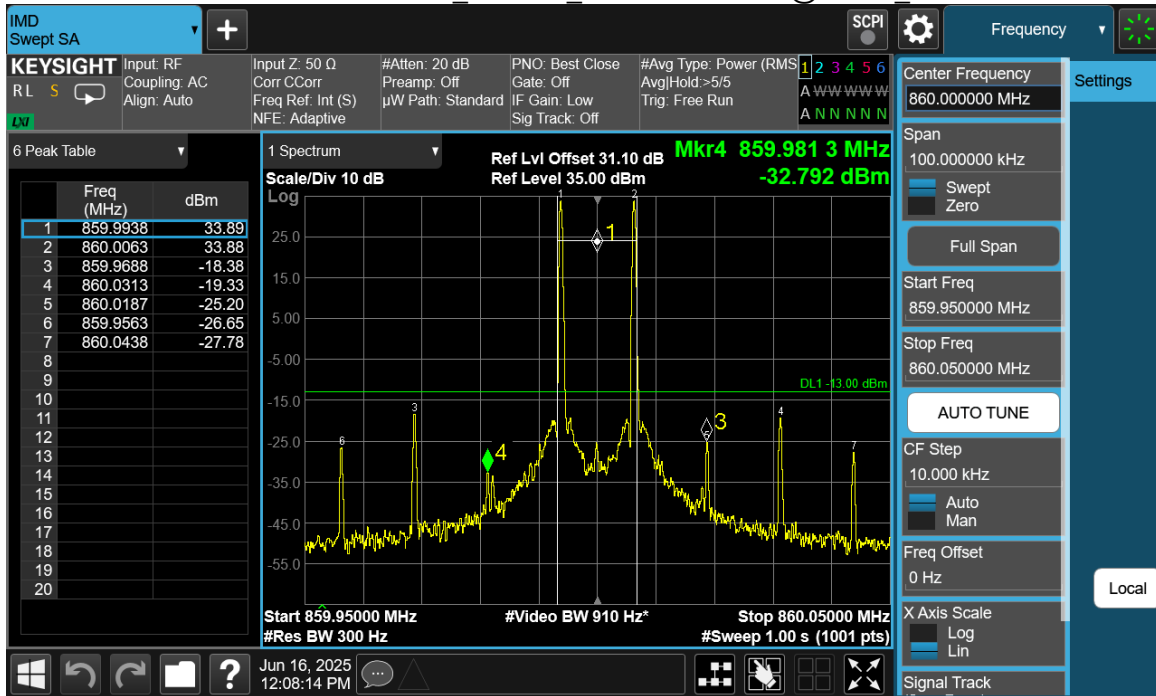 IMD
Swept SA
SCPI
Frequency
KEYSIGHT
R L S
LXI
Input: RF
Coupling: AC
Align: Auto
Input Z: 50 Ω
Corr CCorr
Freq Ref: Int (S)
NFE: Adaptive
#Atten: 20 dB
Preamp: Off
µW Path: Standard
PNO: Best Close
Gate: Off
IF Gain: Low
Sig Track: Off
#Avg Type: Power (RMS
Avg|Hold:>5/5
Trig: Free Run
1 2 3 4 5 6
A W W W W W
A N N N N N
6 Peak Table
Freq (MHz) dBm
1 859.9938 33.89
2 860.0063 33.88
3 859.9688 -18.38
4 860.0313 -19.33
5 860.0187 -25.20
6 859.9563 -26.65
7 860.0438 -27.78
8
9
10
11
12
13
14
15
16
17
18
19
20
1 Spectrum
Scale/Div 10 dB
Log
Ref Lvl Offset 31.10 dB
Ref Level 35.00 dBm
Mkr4 859.981 3 MHz
-32.792 dBm
1 2
25.0
1
15.0
5.00
-5.00
DL1 -13.00 dBm
-15.0
3
4
3
5
-25.0
6
7
4
-35.0
-45.0
-55.0
Start 859.95000 MHz
#Res BW 300 Hz
#Video BW 910 Hz*
Stop 860.05000 MHz
#Sweep 1.00 s (1001 pts)
Center Frequency
860.000000 MHz
Settings
Span
100.000000 kHz
Swept
Zero
Full Span
Start Freq
859.950000 MHz
Stop Freq
860.050000 MHz
AUTO TUNE
CF Step
10.000 kHz
Auto
Man
Freq Offset
0 Hz
Local
X Axis Scale
Log
Lin
Signal Track
?
Jun 16, 2025
12:08:14 PM